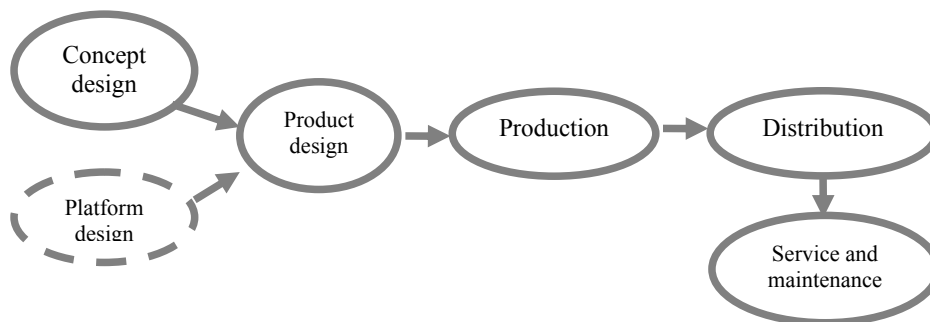 Concept
design
Product
design
Production
Distribution
Platform
design
Service and
maintenance